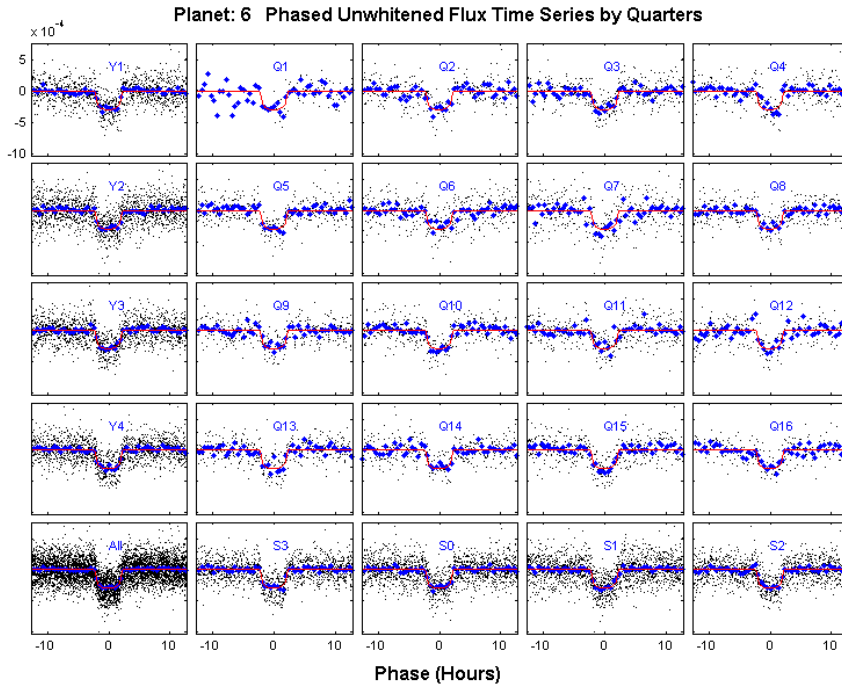 Planet: 6 Phased Unwhitened Flux Time Series by Quarters
x 10⁻⁴
Y1 Q1 Q2 Q3 Q4
5
0
-5
-10
Y2 Q5 Q6 Q7 Q8
Y3 Q9 Q10 Q11 Q12
Y4 Q13 Q14 Q15 Q16
All S3 S0 S1 S2
-10 0 10 -10 0 10 -10 0 10 -10 0 10 -10 0 10
Phase (Hours)